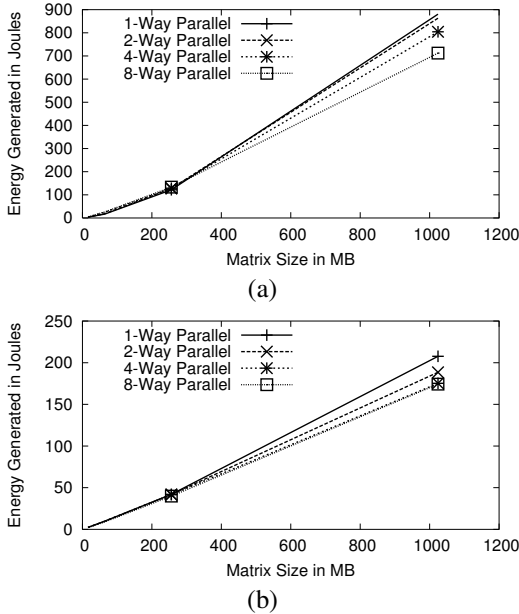 900
800
700
600
500
400
300
200
100
0
Energy Generated in Joules
1-Way Parallel
2-Way Parallel
4-Way Parallel
8-Way Parallel
0 200 400 600 800 1000 1200
Matrix Size in MB
(a)
250
200
150
100
50
0
Energy Generated in Joules
1-Way Parallel
2-Way Parallel
4-Way Parallel
8-Way Parallel
0 200 400 600 800 1000 1200
Matrix Size in MB
(b)